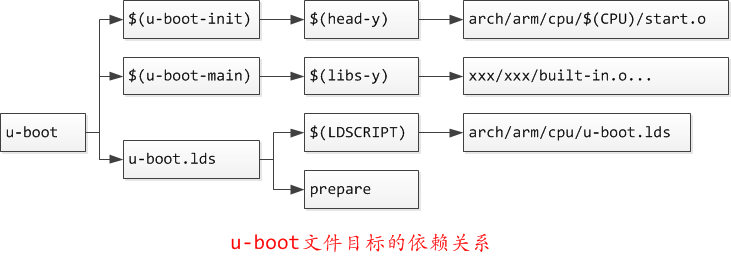 $(u-boot-init)
$(head-y)
arch/arm/cpu/$(CPU)/start.o
$(u-boot-main)
$(libs-y)
xxx/xxx/built-in.o...
u-boot
u-boot.lds
$(LDSCRIPT)
arch/arm/cpu/u-boot.lds
prepare
u-boot文件目标的依赖关系